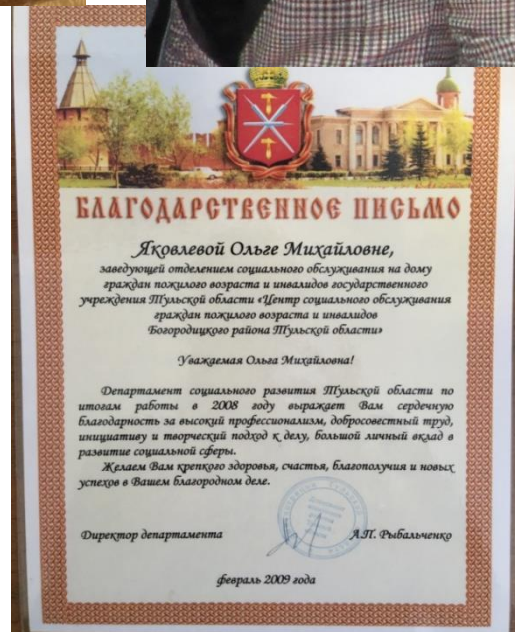 БЛАГОДАРСТВЕННОЕ ПИСЬМО
Яковлевой Ольге Михайловне,
заведующей отделением социального обслуживания на дому
граждан пожилого возраста и инвалидов государственного
учреждения Тульской области «Центр социального обслуживания
граждан пожилого возраста и инвалидов
Богородицкого района Тульской области»
Уважаемая Ольга Михайловна!
Департамент социального развития Тульской области по
итогам работы в 2008 году выражает Вам сердечную
благодарность за высокий профессионализм, добросовестный труд,
инициативу и творческий подход к делу, большой личный вклад в
развитие социальной сферы.
Желаем Вам крепкого здоровья, счастья, благополучия и новых
успехов в Вашем благородном деле.
Директор департамента А.П. Рыбальченко
февраль 2009 года